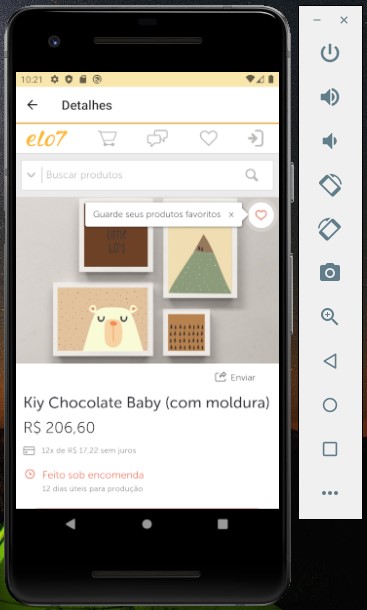 10:21
Detalhes
elo7
Buscar produtos
Guarde seus produtos favoritos ×
LITTLE
Enviar
Kiy Chocolate Baby (com moldura)
R$ 206,60
12x de R$ 17,22 sem juros
Feito sob encomenda
12 dias úteis para produção